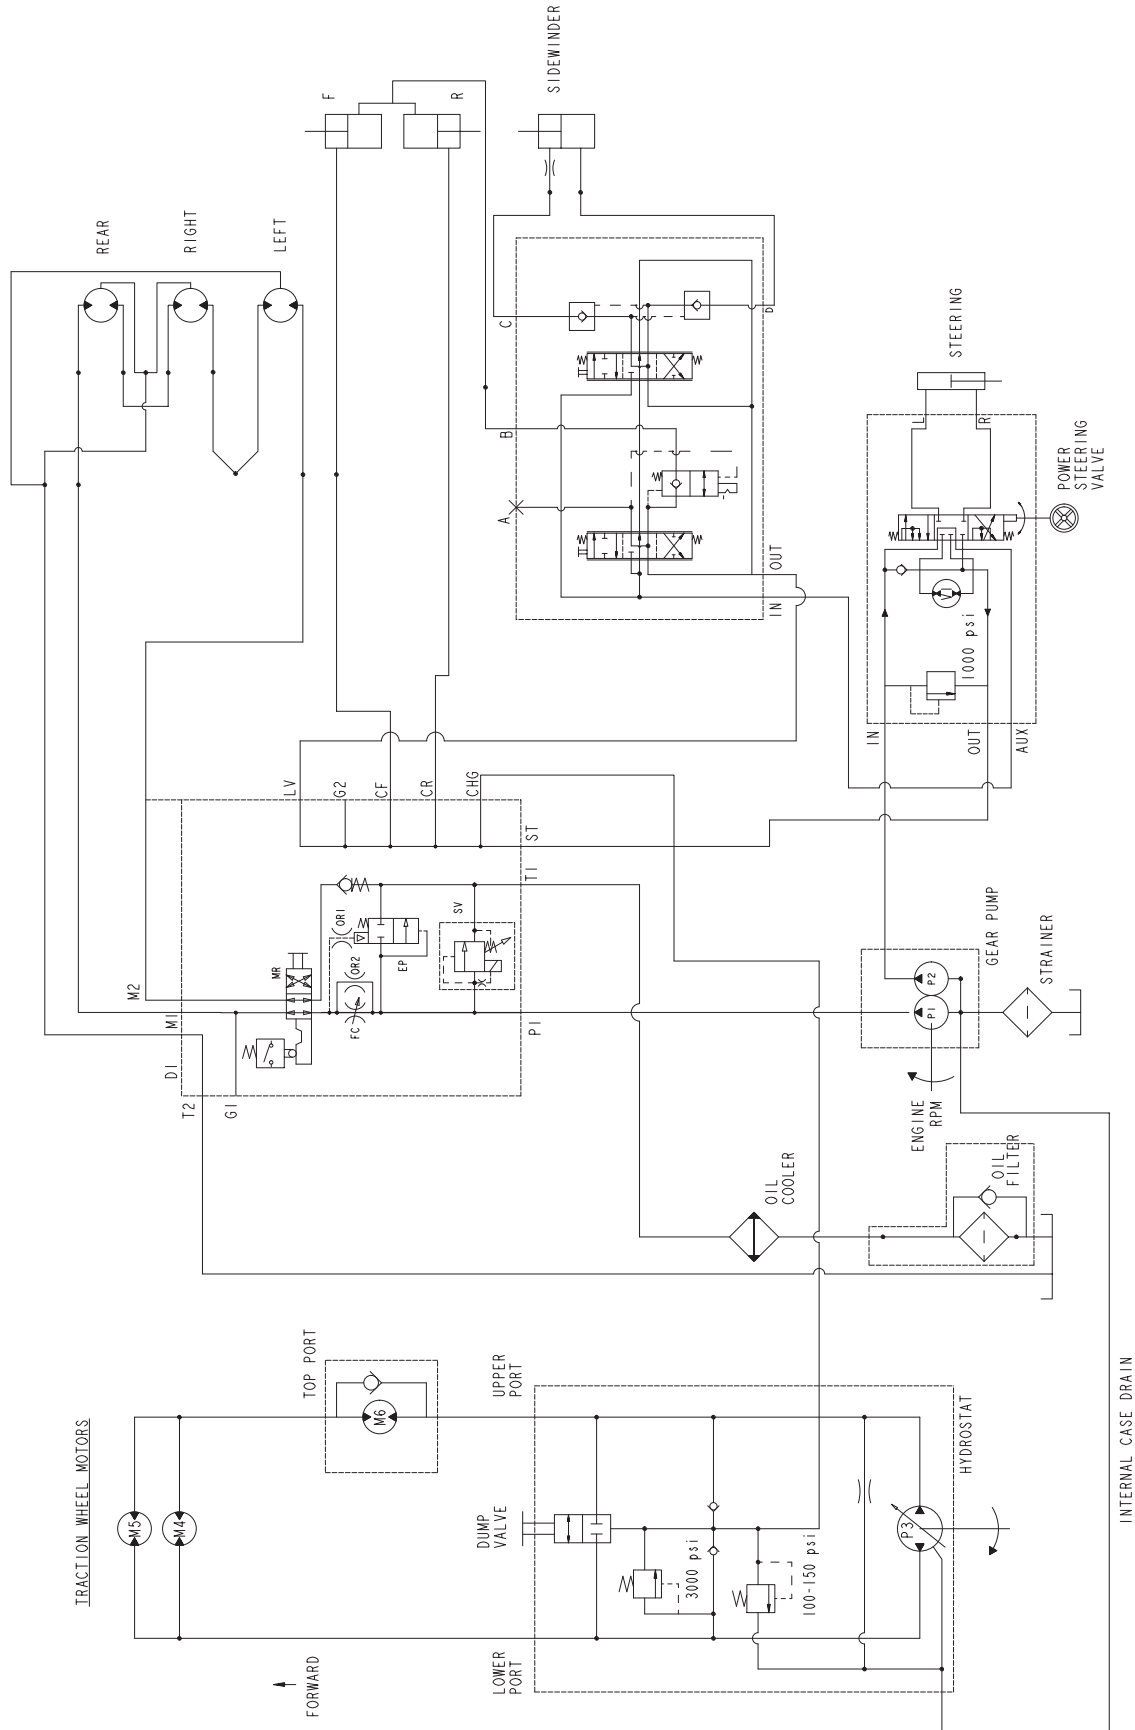 SIDEWINDER
F
R
REAR
RIGHT
LEFT
C
D
B
A
OUT
IN
STEERING
L
R
POWER
STEERING
VALVE
1000 psi
IN
OUT
AUX
LV
G2
CF
CR
CHG
ST
T1
M2
M1
D1
T2
G1
P1
MR
OR1
OR2
FC
EP
SV
GEAR PUMP
P2
P1
STRAINER
ENGINE
RPM
OIL
COOLER
OIL
FILTER
TRACTION WHEEL MOTORS
M5
M4
TOP PORT
M6
UPPER
PORT
DUMP
VALVE
3000 psi
100-150 psi
LOWER
PORT
P3
HYDROSTAT
FORWARD
INTERNAL CASE DRAIN